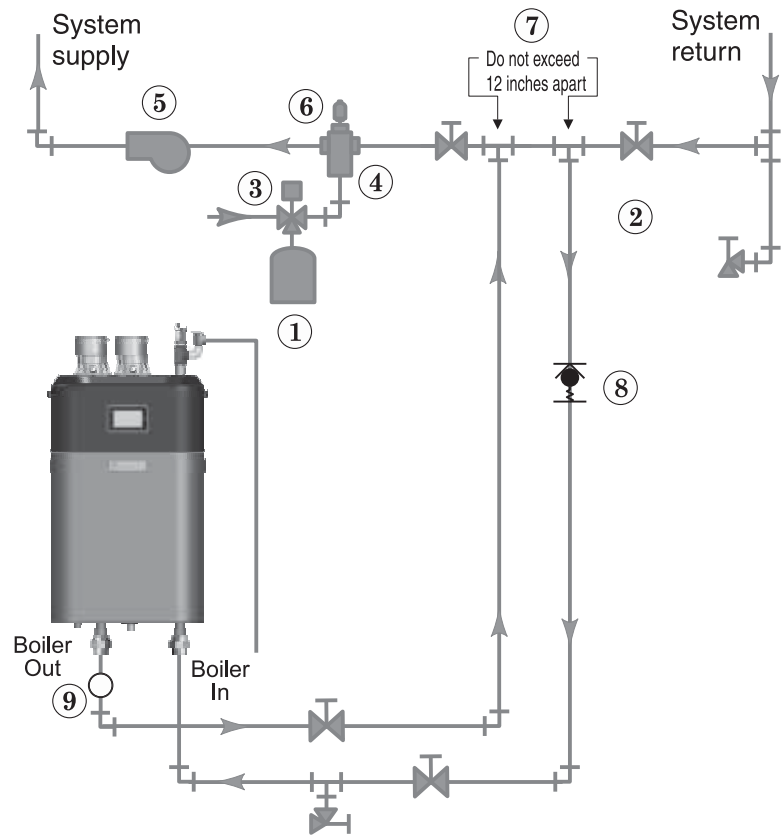 System
supply
7
System
return
Do not exceed
12 inches apart
5
6
3
4
2
1
8
Boiler
Out
Boiler
In
9